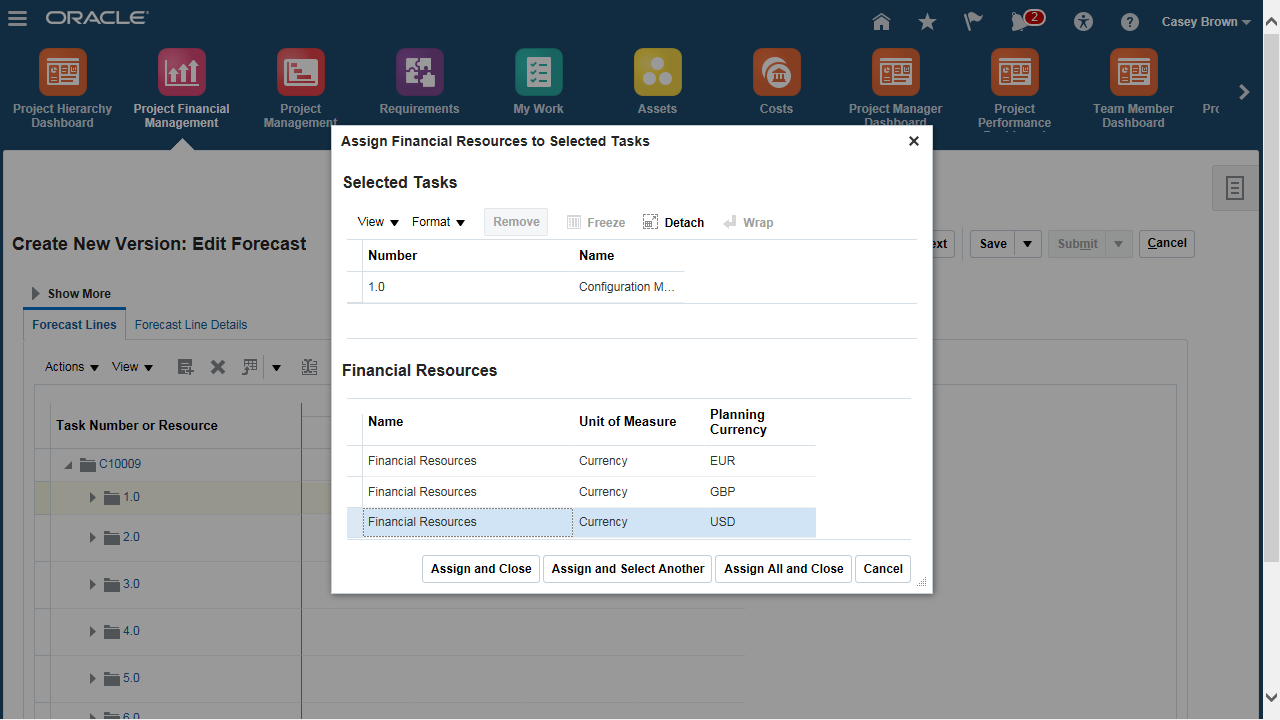 ORACLE
2
Casey Brown
Project Hierarchy
Dashboard
Project Financial
Management
Project
Management
Requirements
My Work
Assets
Costs
Project Manager
Dashboard
Project
Performance
Team Member
Dashboard
Assign Financial Resources to Selected Tasks
Selected Tasks
View Format Remove Freeze Detach Wrap
Number Name
1.0 Configuration M...
Create New Version: Edit Forecast
Save Submit Cancel
Show More
Forecast Lines Forecast Line Details
Actions View
Task Number or Resource
C10009
1.0
2.0
3.0
4.0
5.0
6.0
Financial Resources
Name Unit of Measure Planning Currency
Financial Resources Currency EUR
Financial Resources Currency GBP
Financial Resources Currency USD
Assign and Close Assign and Select Another Assign All and Close Cancel